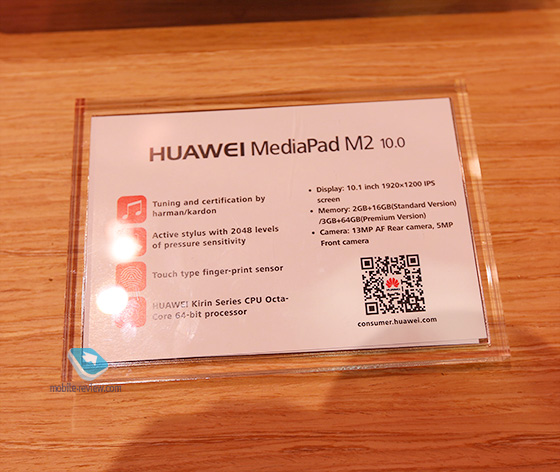 HUAWEI MediaPad M2 10.0
Tuning and certification by
harman/kardon
Active stylus with 2048 levels
of pressure sensitivity
Touch type finger-print sensor
HUAWEI Kirin Series CPU Octa-
Core 64-bit processor
• Display: 10.1 inch 1920×1200 IPS
screen
• Memory: 2GB+16GB(Standard Version)
/3GB+64GB(Premium Version)
• Camera: 13MP AF Rear camera, 5MP
Front camera
consumer.huawei.com
mobile-review.com